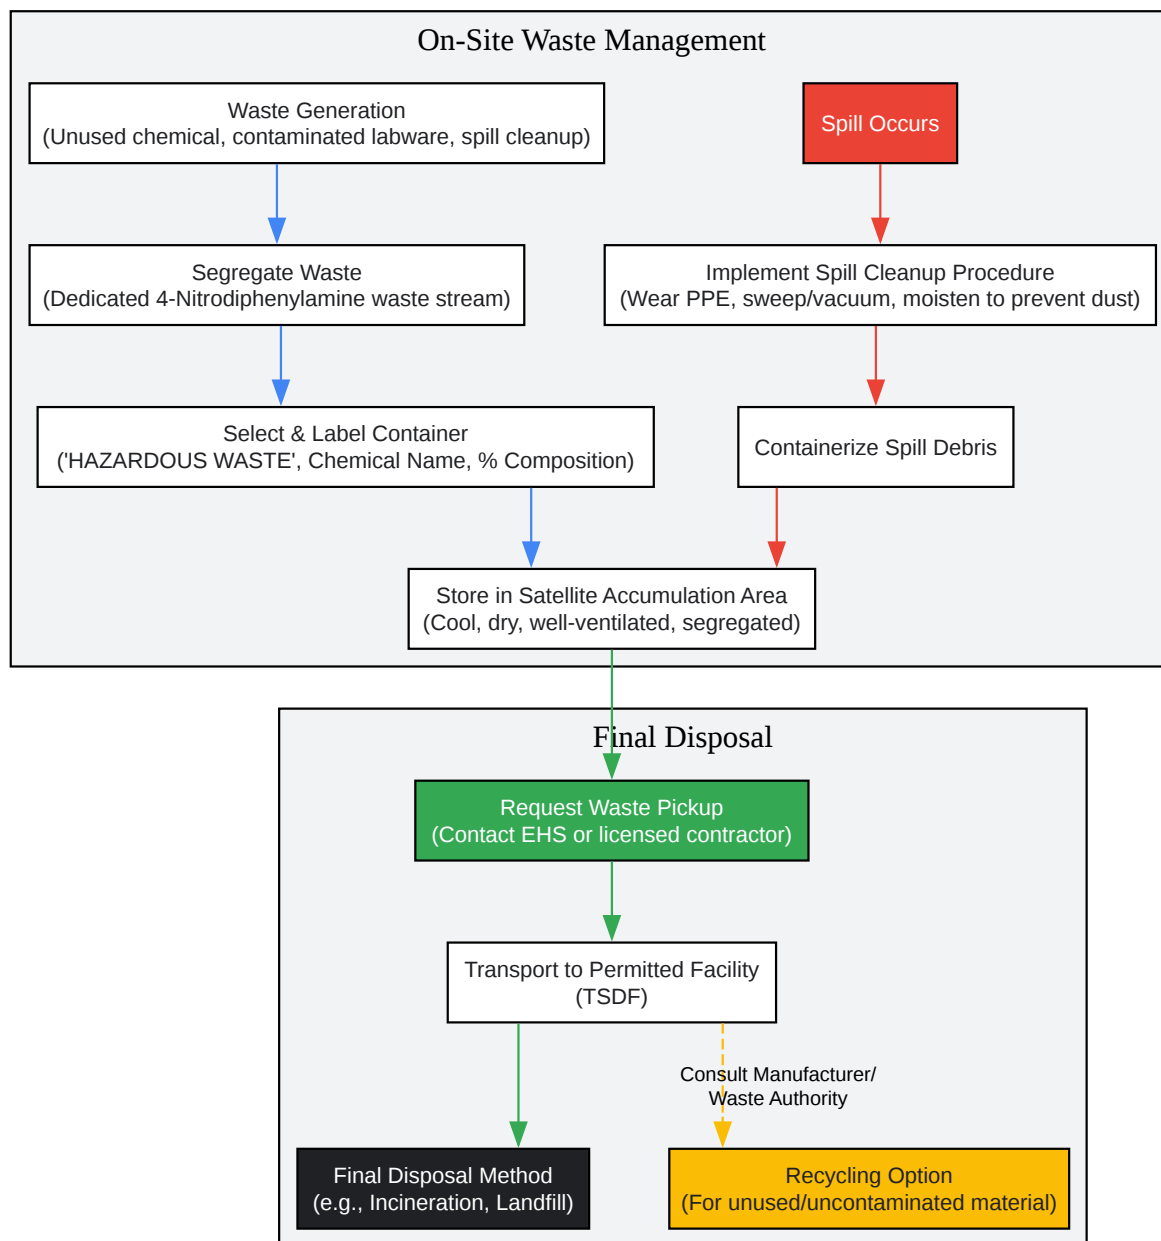 On-Site Waste Management
Waste Generation
(Unused chemical, contaminated labware, spill cleanup)
Spill Occurs
Segregate Waste
(Dedicated 4-Nitrodiphenylamine waste stream)
Implement Spill Cleanup Procedure
(Wear PPE, sweep/vacuum, moisten to prevent dust)
Select & Label Container
('HAZARDOUS WASTE', Chemical Name, % Composition)
Containerize Spill Debris
Store in Satellite Accumulation Area
(Cool, dry, well-ventilated, segregated)
Final Disposal
Request Waste Pickup
(Contact EHS or licensed contractor)
Transport to Permitted Facility
(TSDF)
Consult Manufacturer/
Waste Authority
Final Disposal Method
(e.g., Incineration, Landfill)
Recycling Option
(For unused/uncontaminated material)